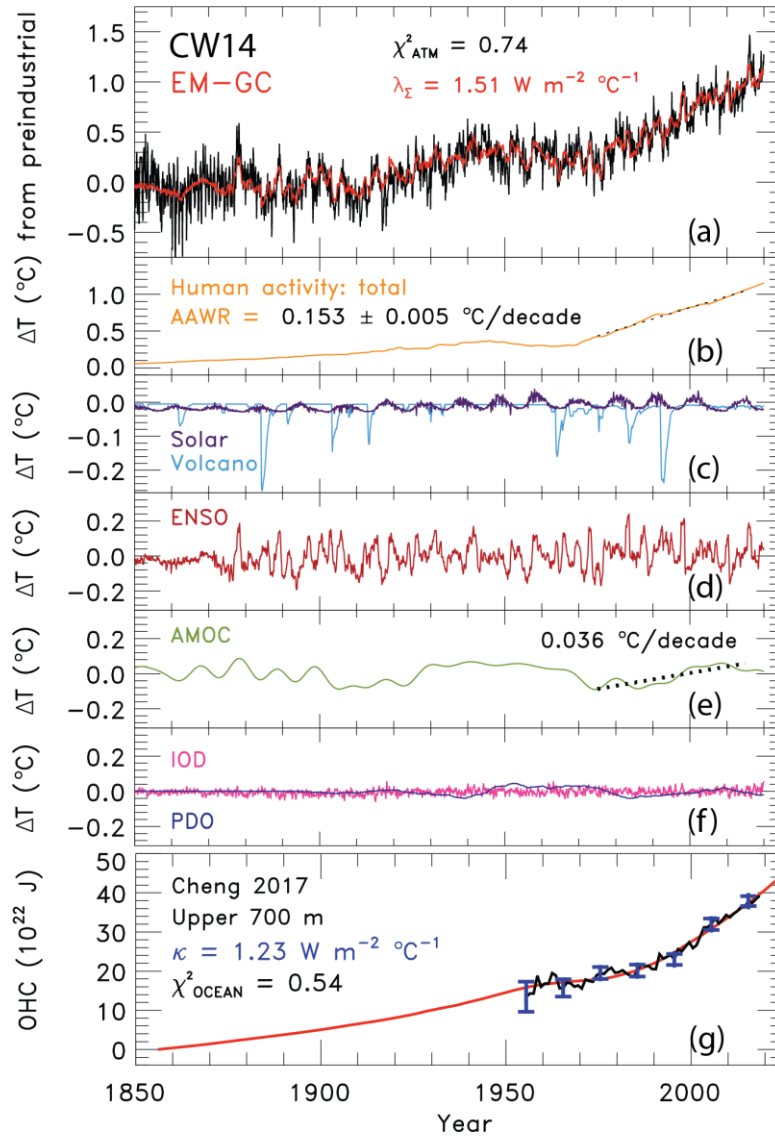 ΔT (°C) from preindustrial
1.5
1.0
0.5
0.0
−0.5
CW14
EM−GC
χ²ATM = 0.74
λΣ = 1.51 W m⁻² °C⁻¹
(a)
1.0
0.5
0.0
Human activity: total
AAWR = 0.153 ± 0.005 °C/decade
(b)
ΔT (°C)
0.0
−0.1
−0.2
Solar
Volcano
(c)
ΔT (°C)
0.2
0.0
−0.2
ENSO
(d)
ΔT (°C)
0.2
0.0
−0.2
AMOC
0.036 °C/decade
(e)
ΔT (°C)
0.2
0.0
−0.2
IOD
PDO
(f)
OHC (10²² J)
50
40
30
20
10
0
Cheng 2017
Upper 700 m
κ = 1.23 W m⁻² °C⁻¹
χ²OCEAN = 0.54
(g)
1850 1900 1950 2000
Year